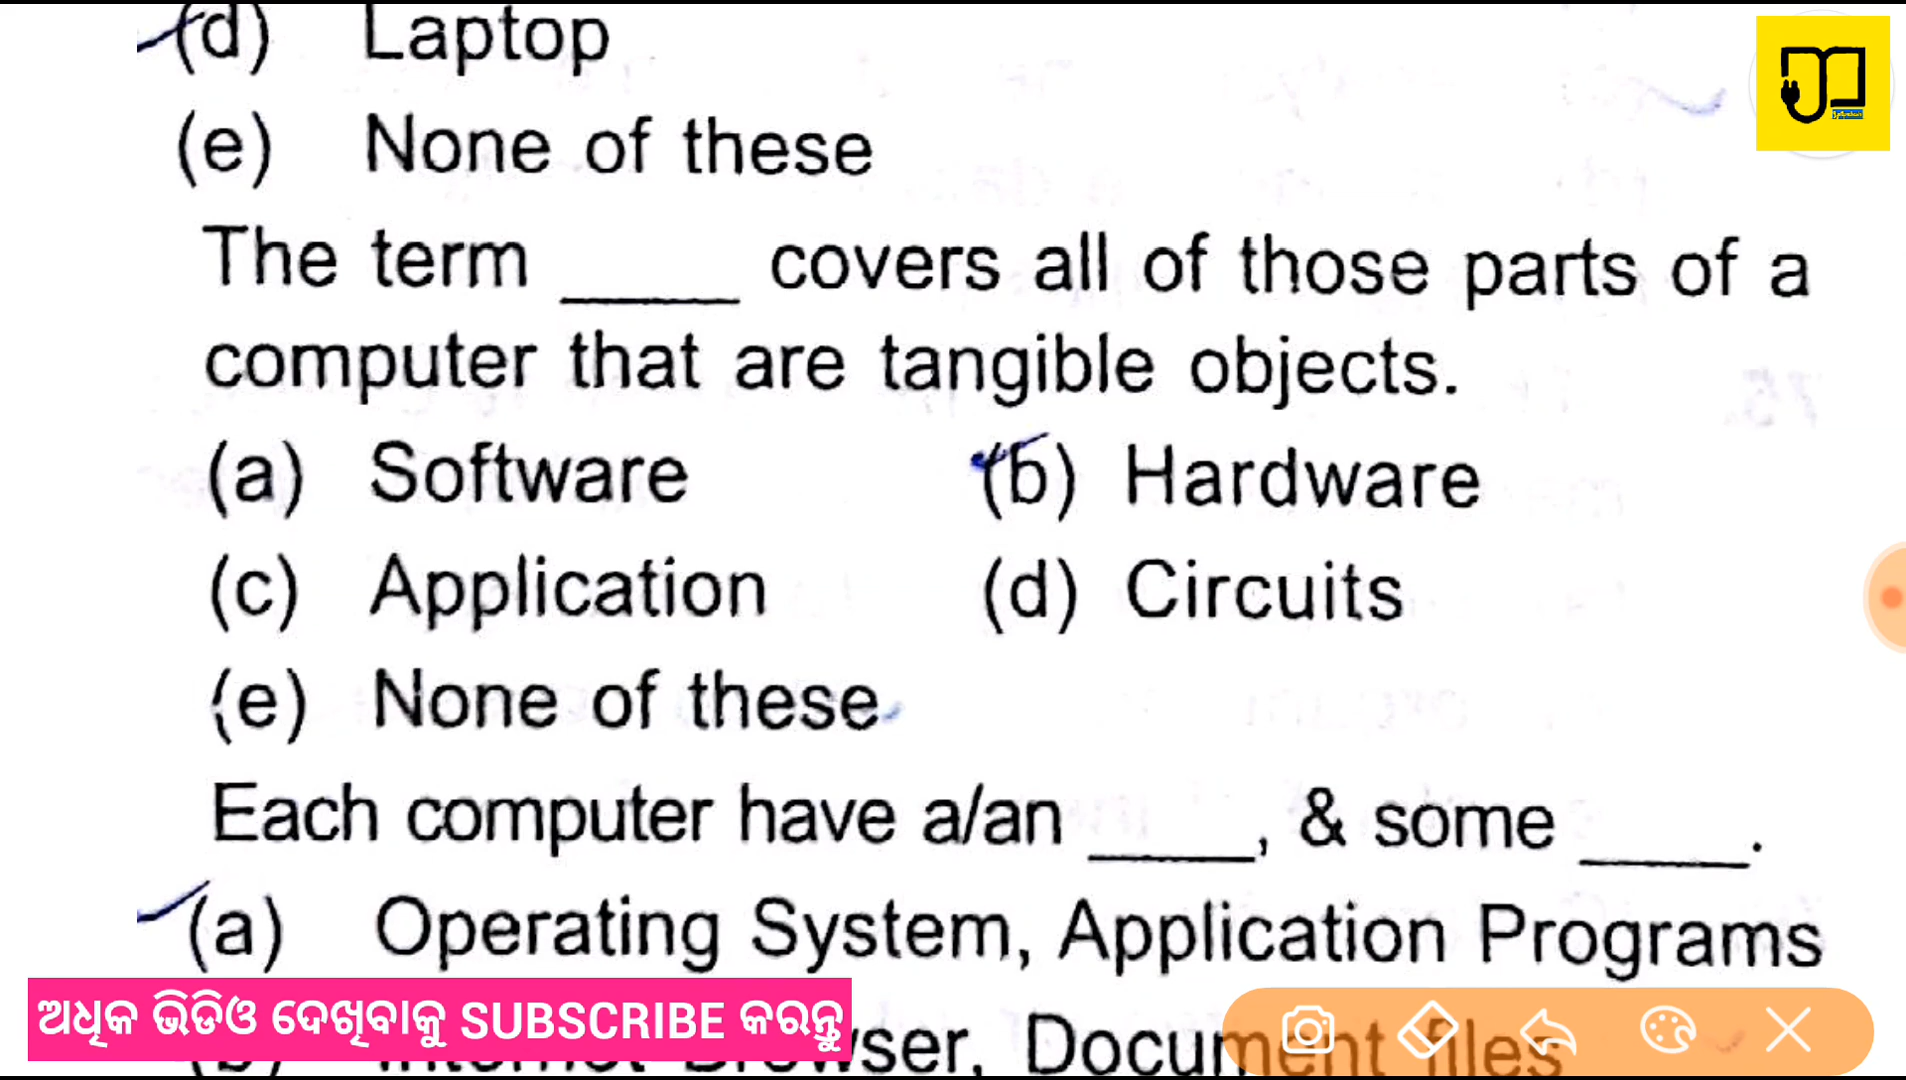 (d) Laptop
(e) None of these
The term _____ covers all of those parts of a
computer that are tangible objects.
(a) Software (b) Hardware
(c) Application (d) Circuits
(e) None of these
Each computer have a/an _____, & some _____.
(a) Operating System, Application Programs
ଅଧିକ ଭିଡିଓ ଦେଖିବାକୁ SUBSCRIBE କରନ୍ତୁ
Document files